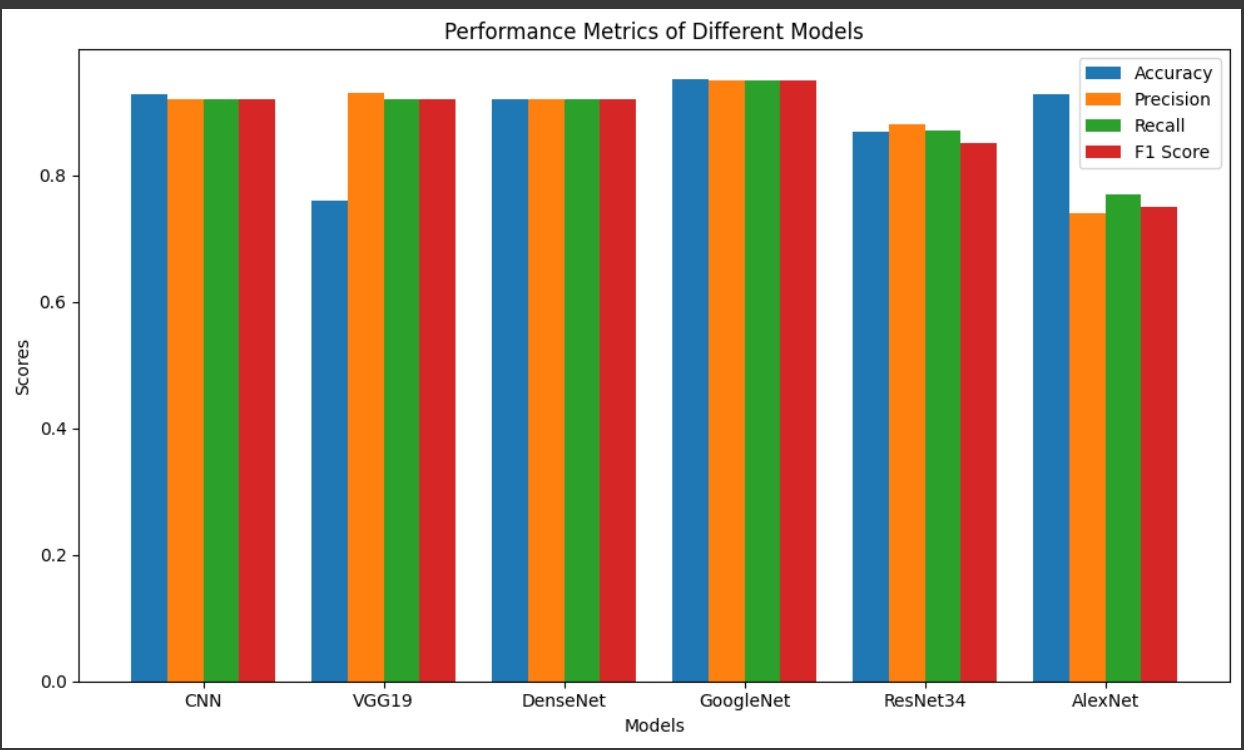 Performance Metrics of Different Models
Accuracy
Precision
Recall
F1 Score
Scores
0.8
0.6
0.4
0.2
0.0
CNN VGG19 DenseNet GoogleNet ResNet34 AlexNet
Models